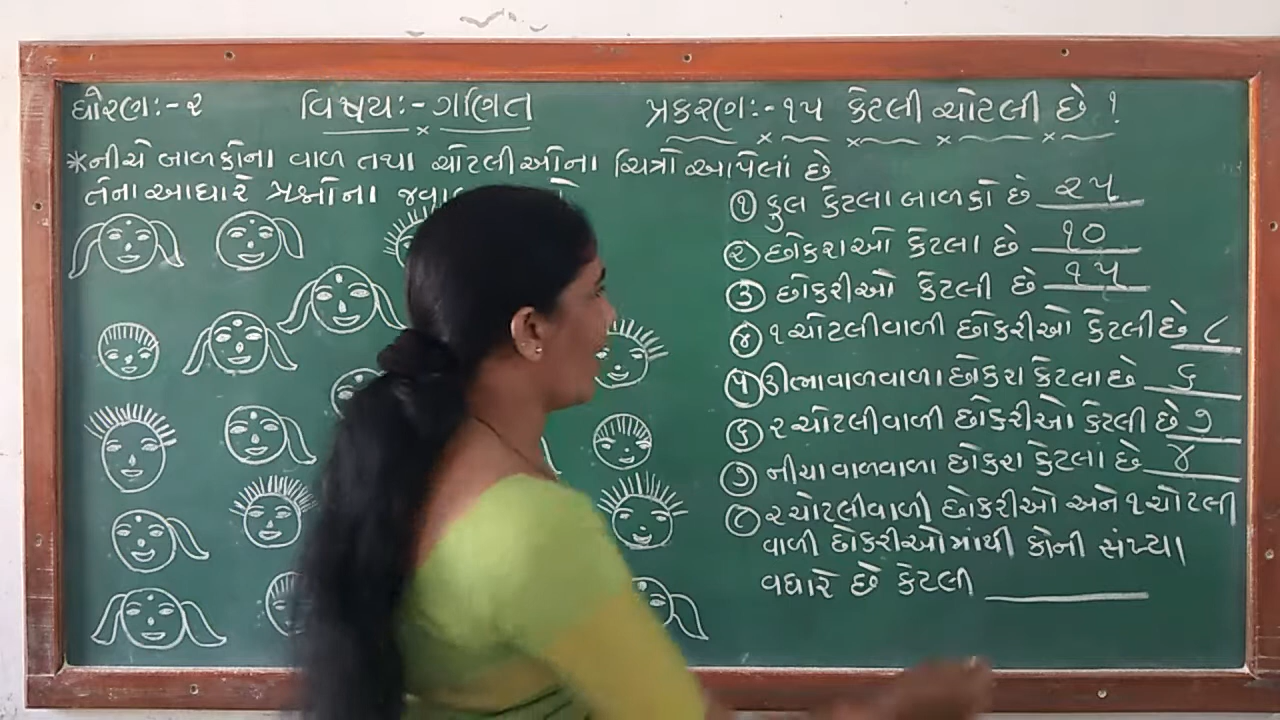 ધોરણઃ-૨ વિષયઃ-ગણિત પ્રકરણઃ-૧૫ કેટલી ચોટલી છે ?
*નીચે બાળકોના વાળ તથા ચોટલીઓના ચિત્રો આપેલાં છે
તેના આધારે પ્રશ્નોના
① કુલ કેટલા બાળકો છે ૨૫
② છોકરાઓ કેટલા છે ૧૦
③ છોકરીઓ કેટલી છે ૧૫
④ ૧ ચોટલીવાળી છોકરીઓ કેટલી છે ૮
⑤ ઊભાવાળવાળા છોકરા કેટલા છે ૬
⑥ ૨ ચોટલીવાળી છોકરીઓ કેટલી છે ૭
⑦ નીચાવાળવાળા છોકરા કેટલા છે ૪
⑧ ૨ ચોટલીવાળી છોકરીઓ અને ૧ ચોટલી
વાળી છોકરીઓમાંથી કોની સંખ્યા
વધારે છે કેટલી